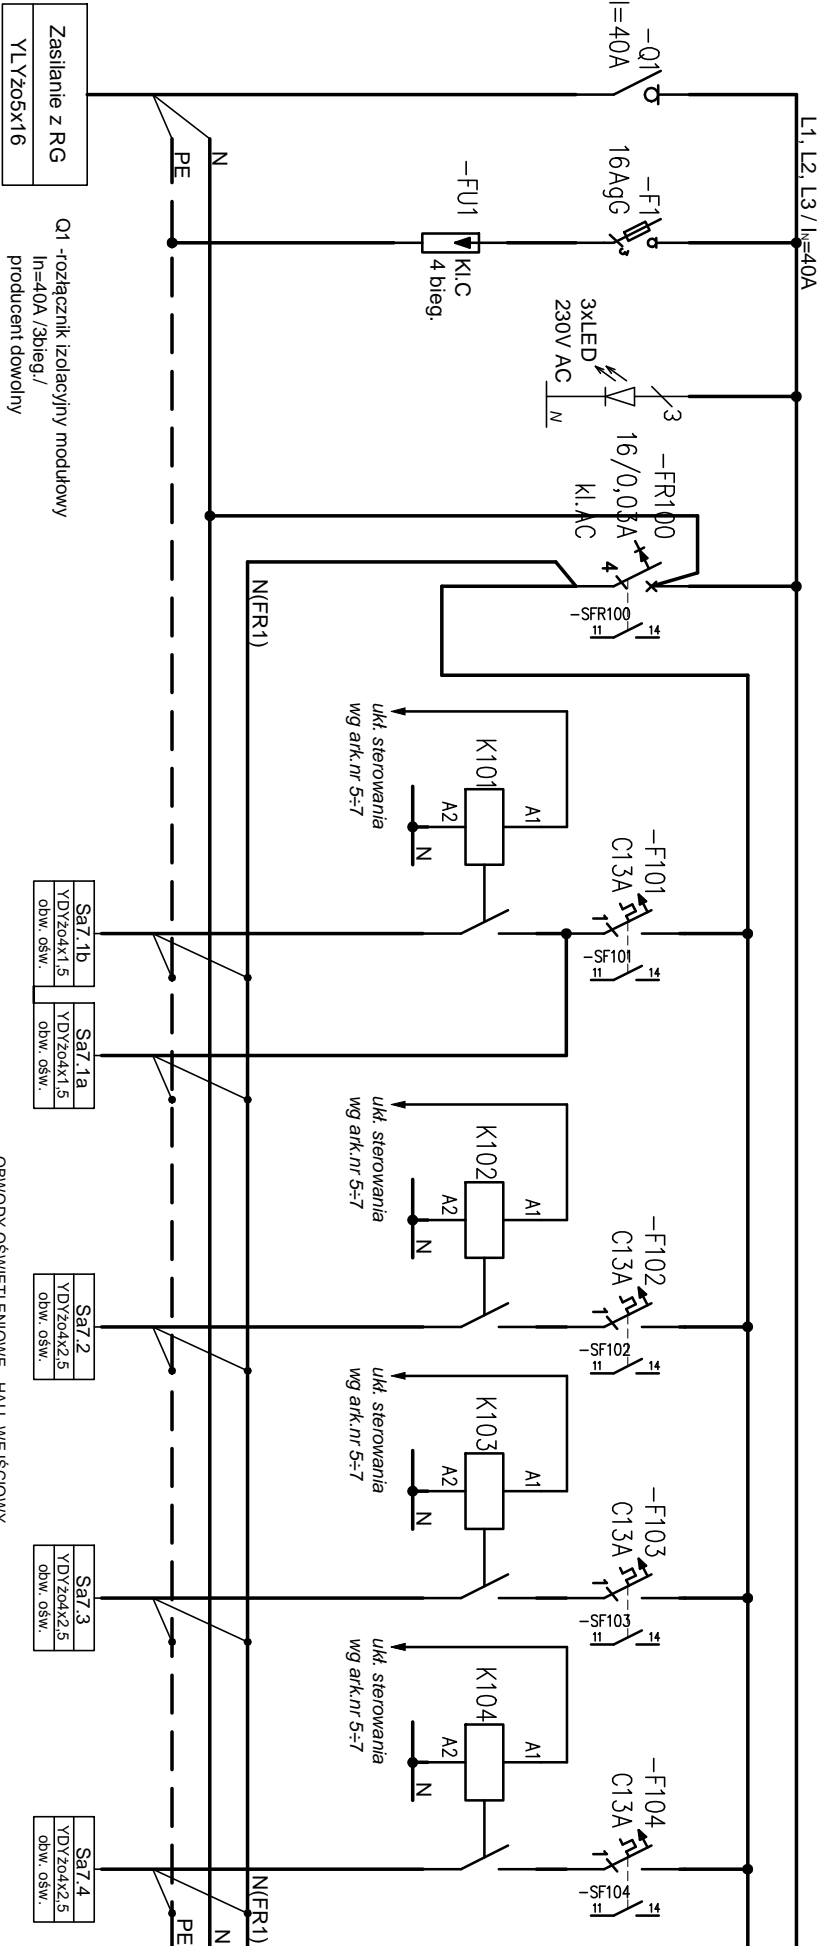 L1, L2, L3 / IN=40A
-Q1
I=40A
-F1
16AgG
3
-FU1
Kl.C
4 bieg.
3xLED
230V AC
3
N
-FR100
16/0,03A
kl.AC
4
-SFR100
11
14
N
PE
Zasilanie z RG
YLYżo5x16
Q1 -rozłącznik izolacyjny modułowy
In=40A /3bieg./
producent dowolny
N(FR1)
K101
A1
A2
N
ukł. sterowania
wg ark.nr 5÷7
-F101
C13A
1
-SF101
11
14
Sa7.1b
YDYżo4x1,5
obw. ośw.
Sa7.1a
YDYżo4x1,5
obw. ośw.
K102
A1
A2
N
ukł. sterowania
wg ark.nr 5÷7
-F102
C13A
1
-SF102
11
14
Sa7.2
YDYżo4x2,5
obw. ośw.
K103
A1
A2
N
ukł. sterowania
wg ark.nr 5÷7
-F103
C13A
1
-SF103
11
14
Sa7.3
YDYżo4x2,5
obw. ośw.
K104
A1
A2
N
ukł. sterowania
wg ark.nr 5÷7
-F104
C13A
1
-SF104
11
14
Sa7.4
YDYżo4x2,5
obw. ośw.
N(FR1)
N
PE
OBWODY OŚWIETLENIOWE HALL WEJŚCIOWY